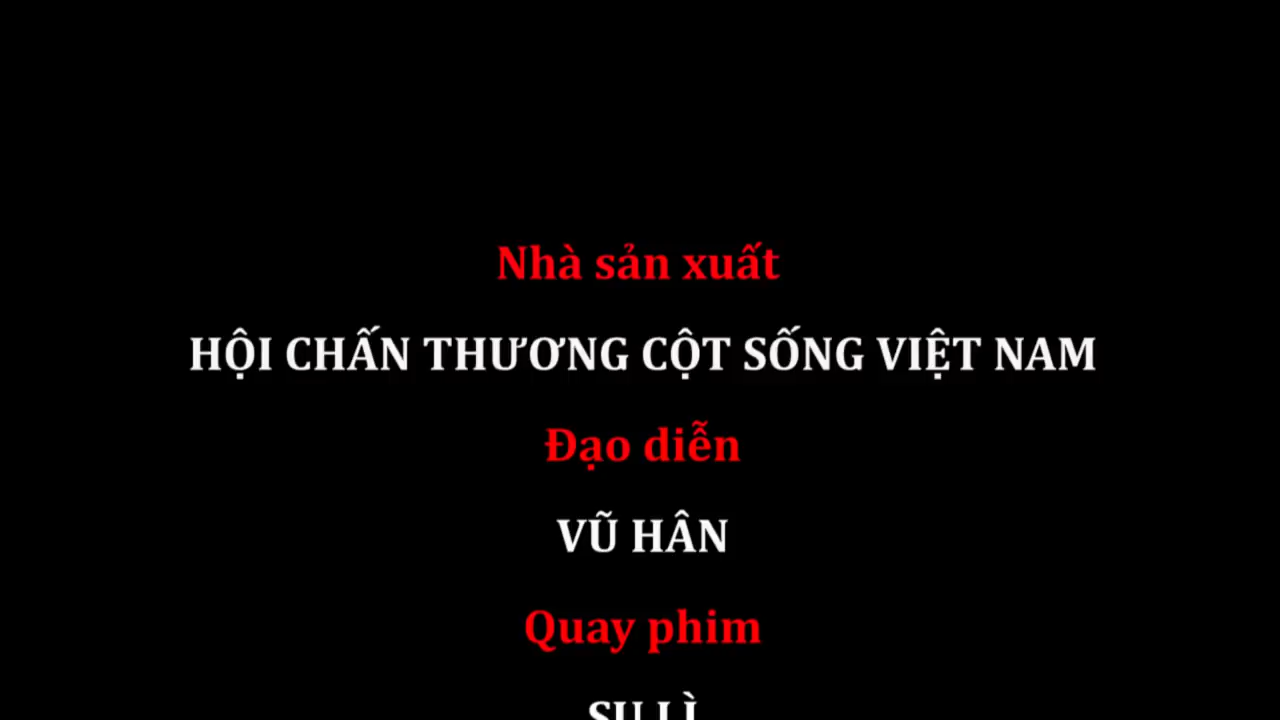 Nhà sản xuất
HỘI CHẤN THƯƠNG CỘT SỐNG VIỆT NAM
Đạo diễn
VŨ HÂN
Quay phim